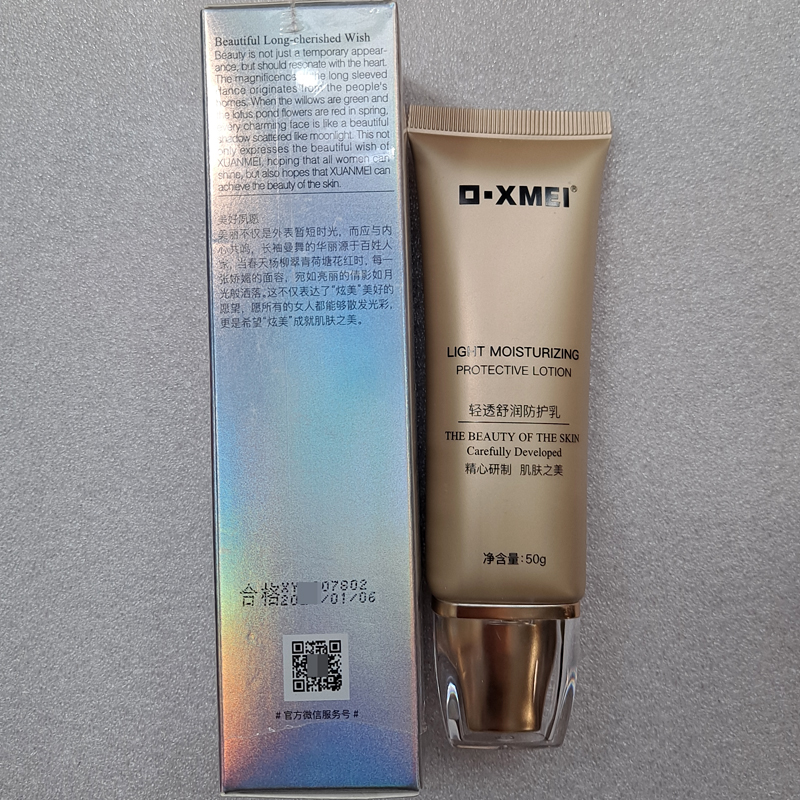 Beautiful Long-cherished Wish
Beauty is not just a temporary appear-
ance, but should resonate with the heart.
The magnificence the long sleeved
dance originates from the people's
homes. When the willows are green and
the lotus pond flowers are red in spring,
every charming face is like a beautiful
shadow scattered like moonlight. This not
only expresses the beautiful wish of
XUANMEI, hoping that all women can
shine, but also hopes that XUANMEI can
achieve the beauty of the skin.
美好夙愿
美丽不仅是外表暂短时光，而应与内
心共鸣，长袖曼舞的华丽源于百姓人
家，当春天杨柳翠青荷塘花红时，每一
张娇媚的面容，宛如亮丽的倩影如月
光般洒落。这不仅表达了“炫美”美好的
愿望，愿所有的女人都能够散发光彩，
更是希望“炫美”成就肌肤之美。
合格
07802
/01/06
# 官方微信服务号 #
XMEI®
LIGHT MOISTURIZING
PROTECTIVE LOTION
轻透舒润防护乳
THE BEAUTY OF THE SKIN
Carefully Developed
精心研制 肌肤之美
净含量:50g